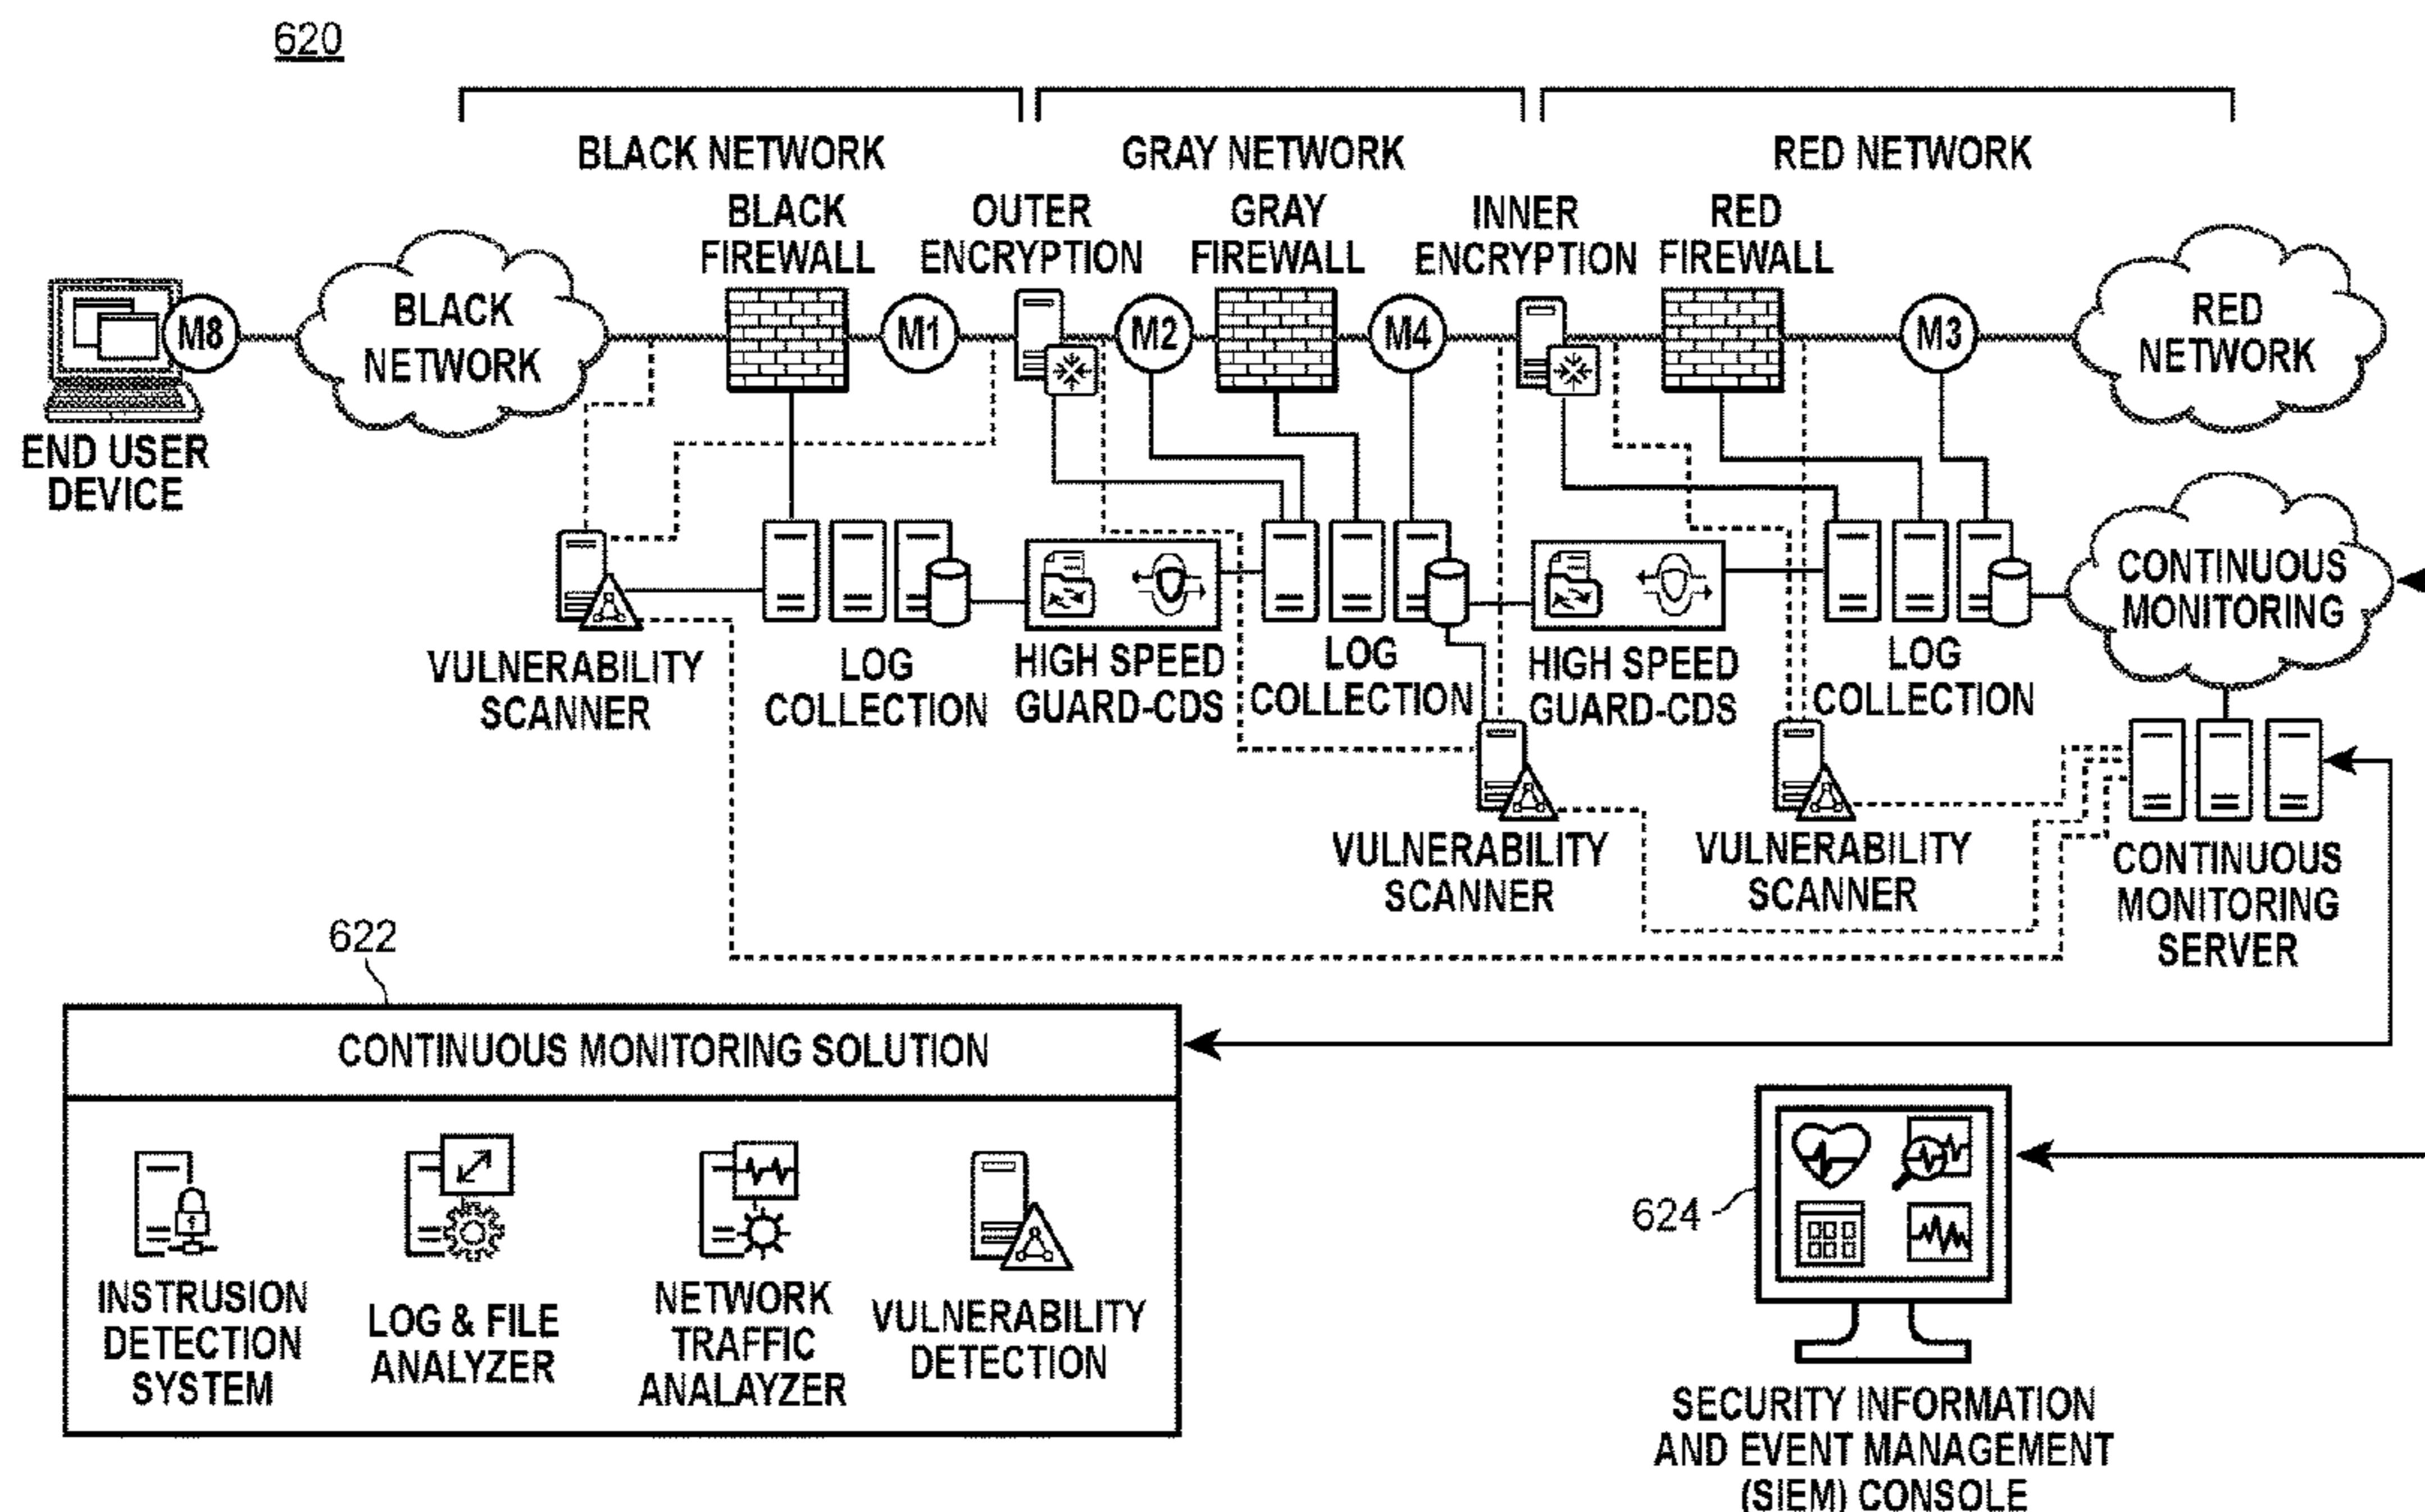 620
BLACK NETWORK
GRAY NETWORK
RED NETWORK
BLACK
FIREWALL
OUTER
ENCRYPTION
GRAY
FIREWALL
INNER
ENCRYPTION
RED
FIREWALL
M8
BLACK
NETWORK
M1
M2
M4
M3
RED
NETWORK
END USER
DEVICE
CONTINUOUS
MONITORING
VULNERABILITY
SCANNER
LOG
COLLECTION
HIGH SPEED
GUARD-CDS
LOG
COLLECTION
HIGH SPEED
GUARD-CDS
LOG
COLLECTION
VULNERABILITY
SCANNER
VULNERABILITY
SCANNER
CONTINUOUS
MONITORING
SERVER
622
CONTINUOUS MONITORING SOLUTION
INSTRUSION
DETECTION
SYSTEM
LOG & FILE
ANALYZER
NETWORK
TRAFFIC
ANALAYZER
VULNERABILITY
DETECTION
624
SECURITY INFORMATION
AND EVENT MANAGEMENT
(SIEM) CONSOLE